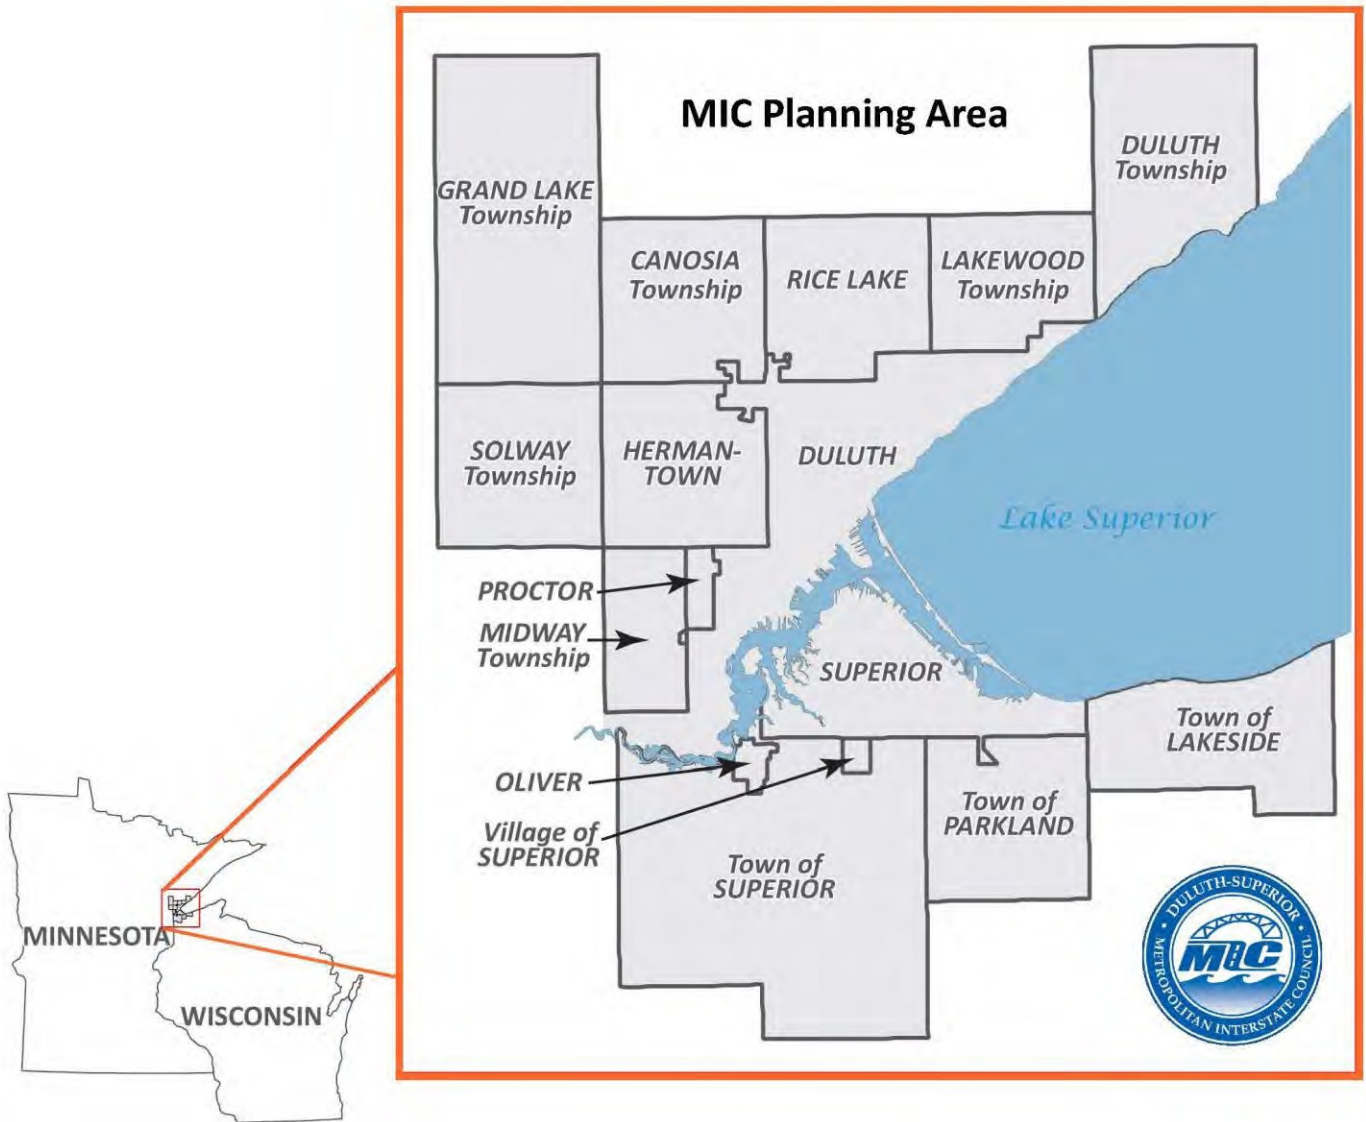 MIC Planning Area
DULUTH
Township
GRAND LAKE
Township
CANOSIA
Township
RICE LAKE
LAKEWOOD
Township
SOLWAY
Township
HERMAN-
TOWN
DULUTH
Lake Superior
PROCTOR
MIDWAY
Township
SUPERIOR
Town of
LAKESIDE
OLIVER
Village of
SUPERIOR
Town of
SUPERIOR
Town of
PARKLAND
MINNESOTA
WISCONSIN
DULUTH-SUPERIOR
MIC
METROPOLITAN INTERSTATE COUNCIL